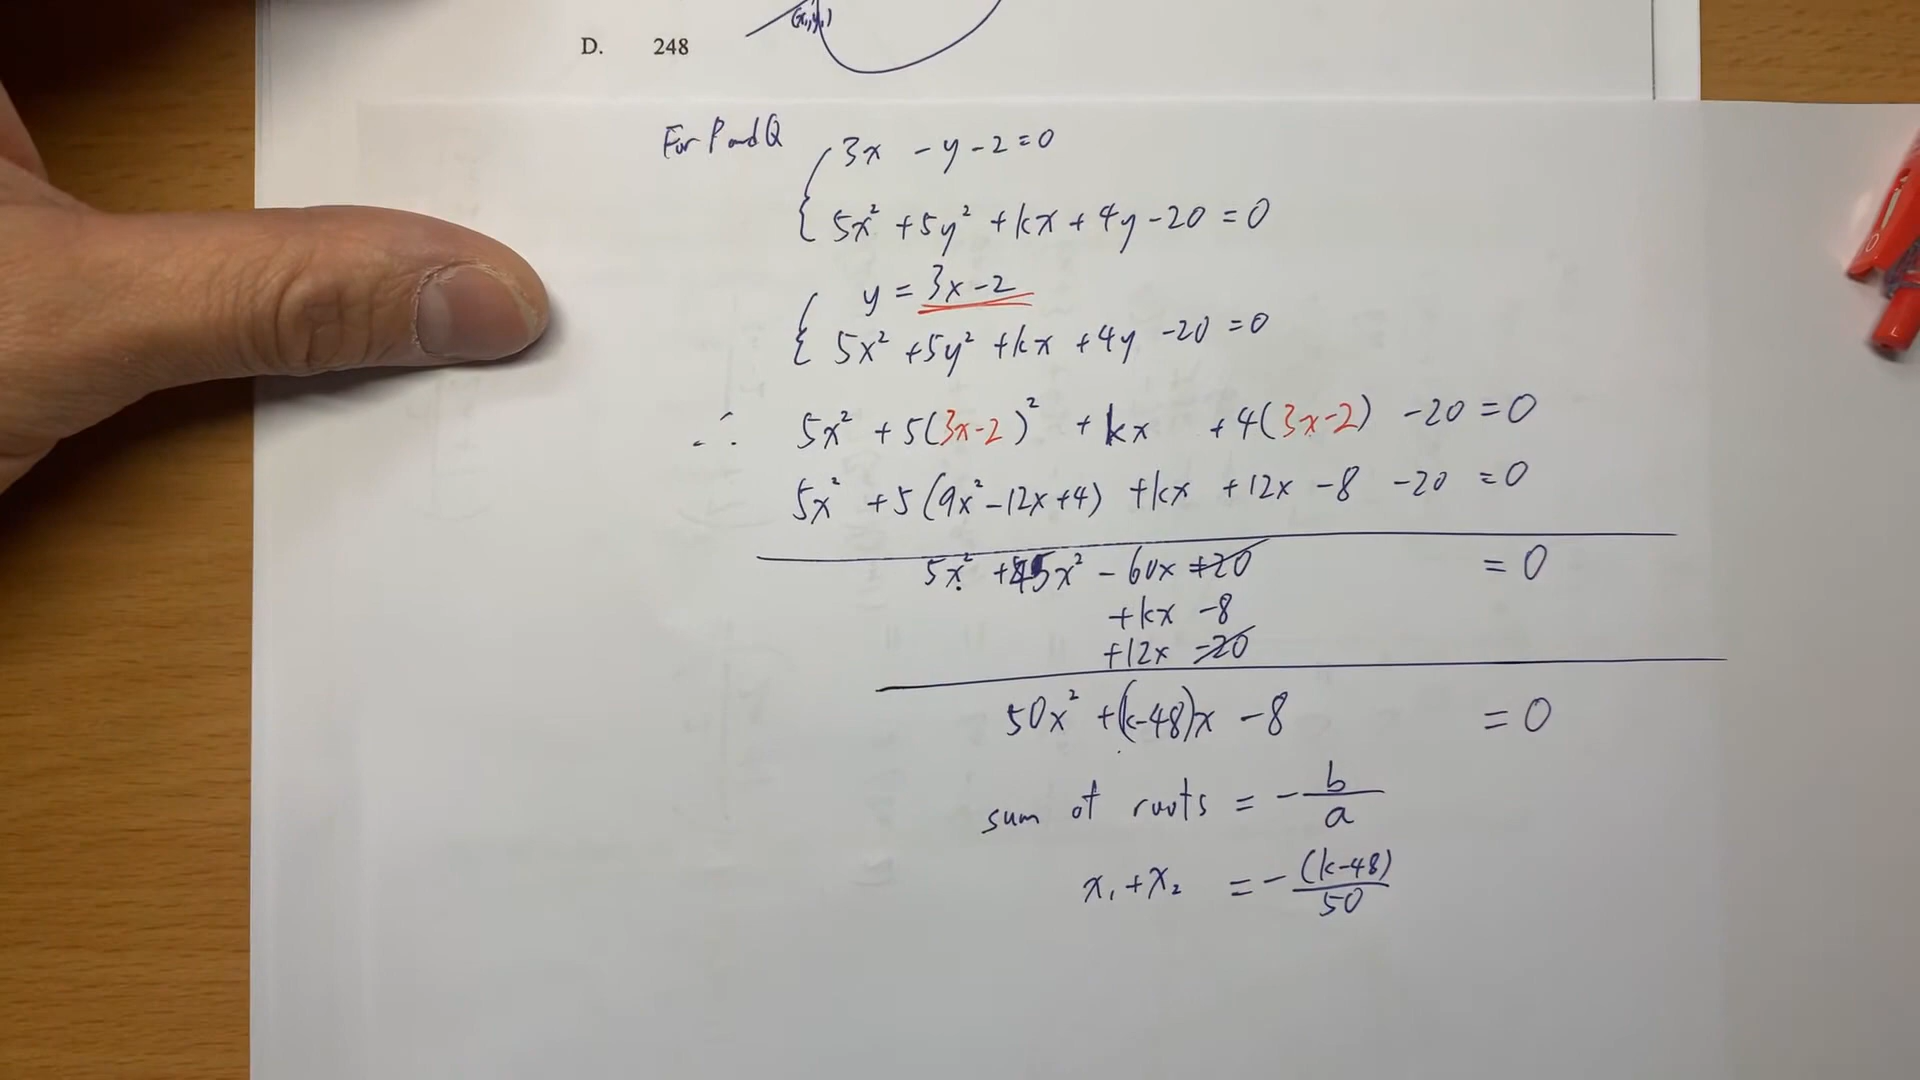 (x₁,y₁)
D. 248
For P and Q
3x - y - 2 = 0
5x² + 5y² + kx + 4y - 20 = 0
y = 3x - 2
5x² + 5y² + kx + 4y - 20 = 0
∴ 5x² + 5(3x-2)² + kx + 4(3x-2) - 20 = 0
5x² + 5(9x² - 12x + 4) + kx + 12x - 8 - 20 = 0
5x² + 45x² - 60x + 20 = 0
+kx - 8
+12x - 20
50x² + (k-48)x - 8 = 0
sum of roots = - b/a
x₁ + x₂ = - (k-48)/50